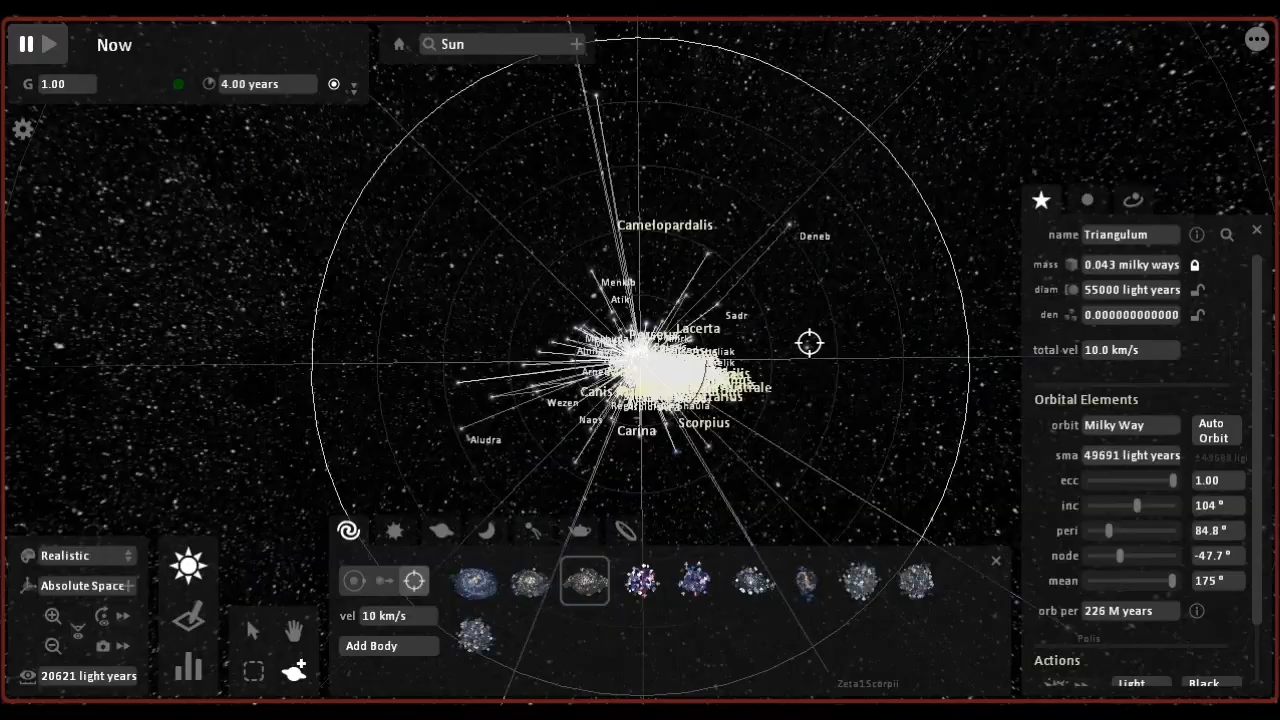 Now
Sun
G 1.00
4.00 years
Camelopardalis
Deneb
Menkib
Atik
Sadr
Lacerta
Canis
Wezen
Naos
Carina
Scorpius
Aludra
name Triangulum
mass 0.043 milky ways
diam 55000 light years
den 0.000000000000
total vel 10.0 km/s
Orbital Elements
orbit Milky Way
Auto
Orbit
sma 49691 light years
ecc 1.00
inc 104 °
peri 84.8 °
node -47.7 °
mean 175 °
orb per 226 M years
Polis
Actions
Light
Black
Realistic
Absolute Space
20621 light years
vel 10 km/s
Add Body
Zeta1Scorpii